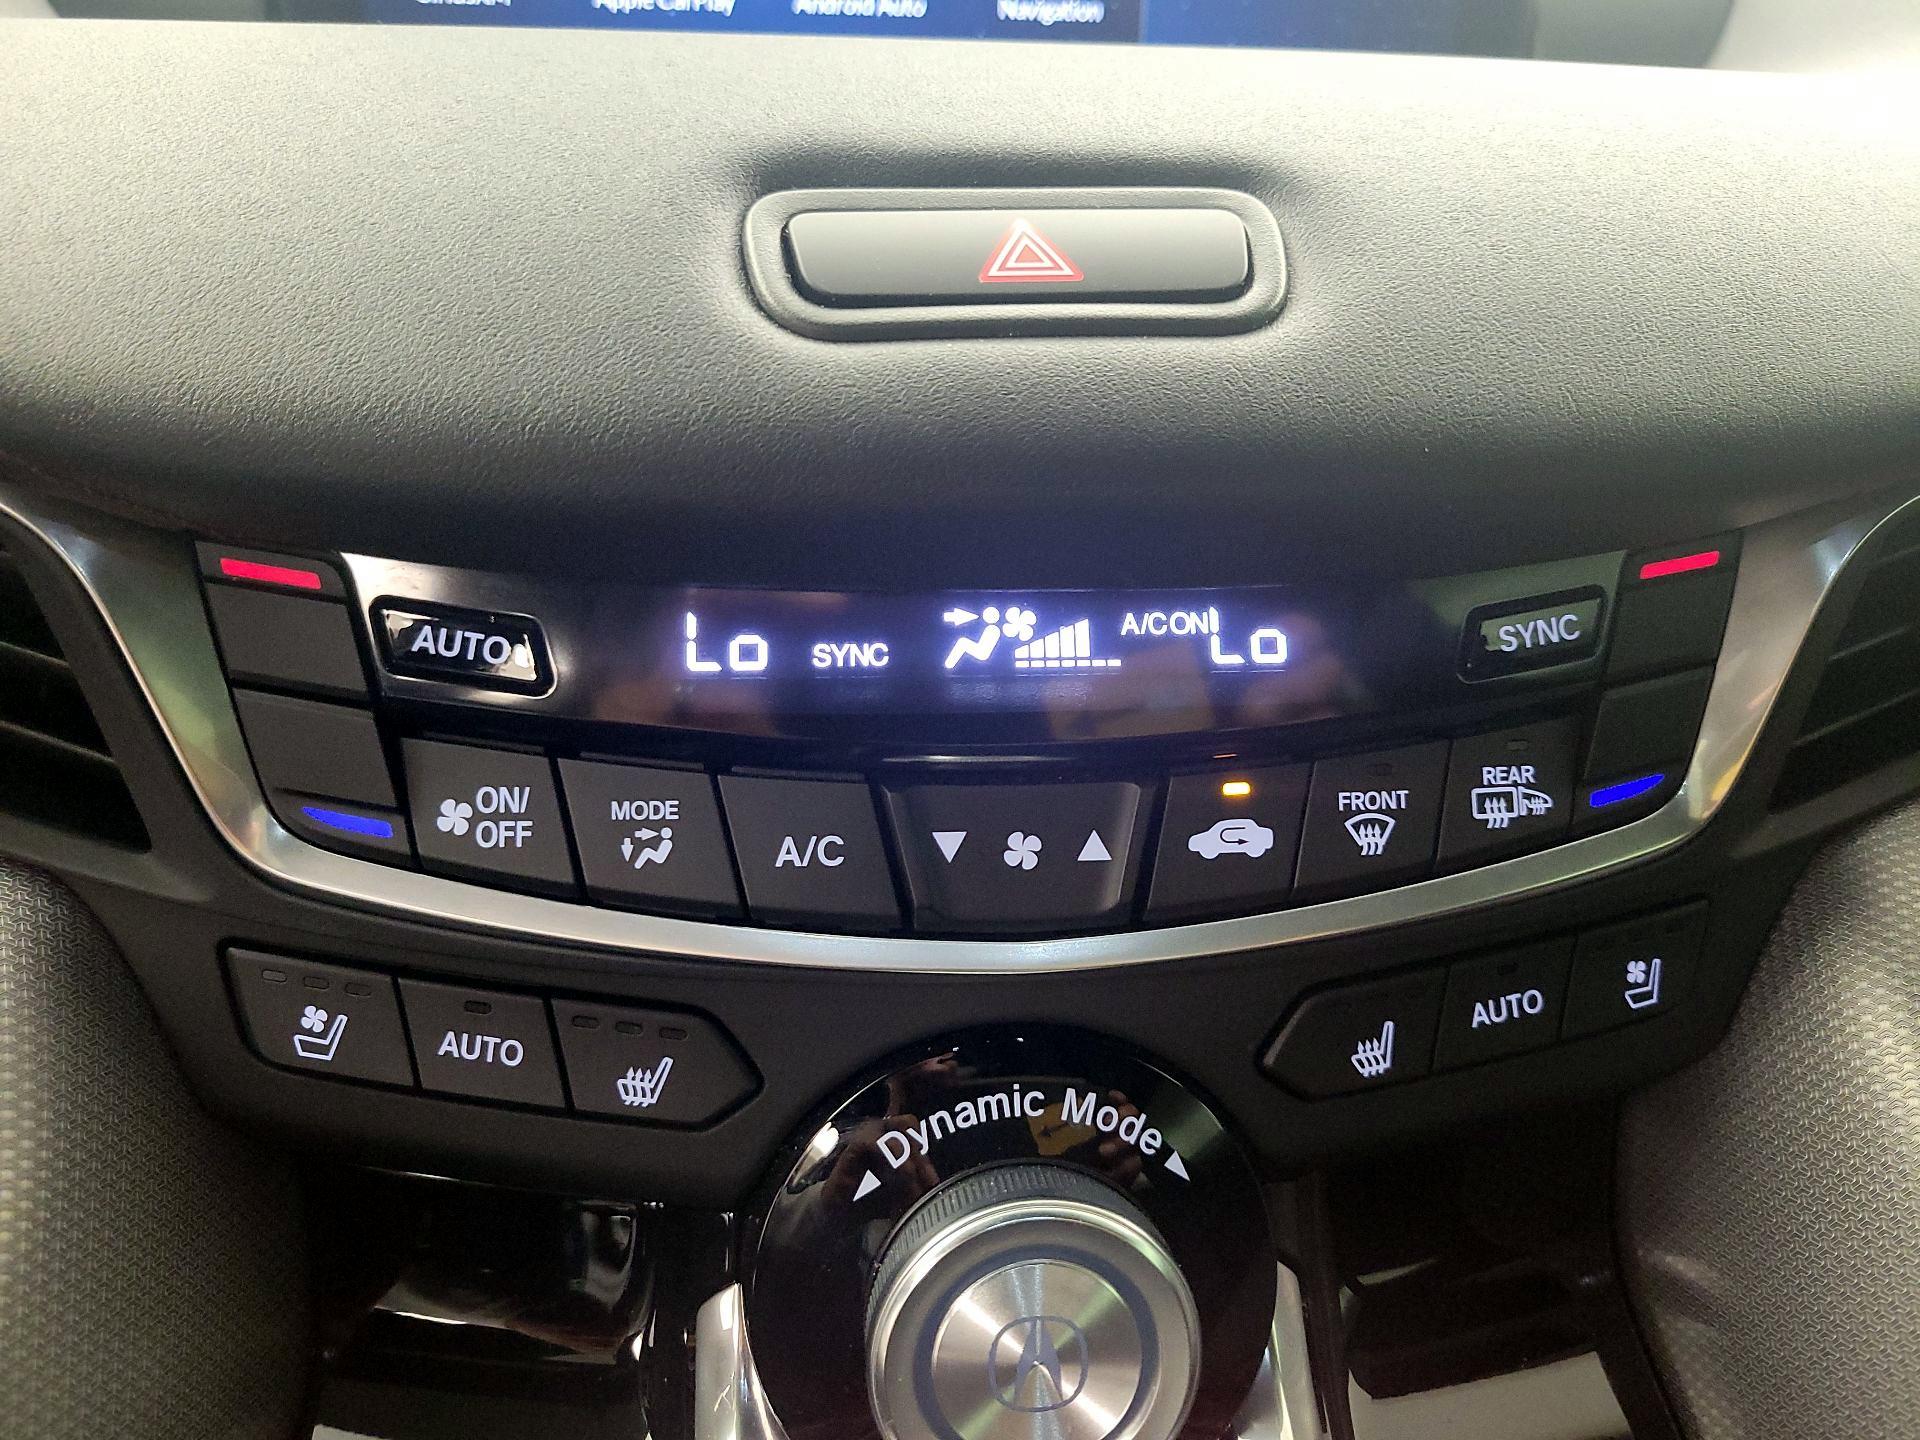 SiriusXM Apple CarPlay Android Auto Navigation
AUTO Lo SYNC A/C ON Lo SYNC
ON/
OFF
MODE
A/C
FRONT
REAR
AUTO
AUTO
Dynamic Mode